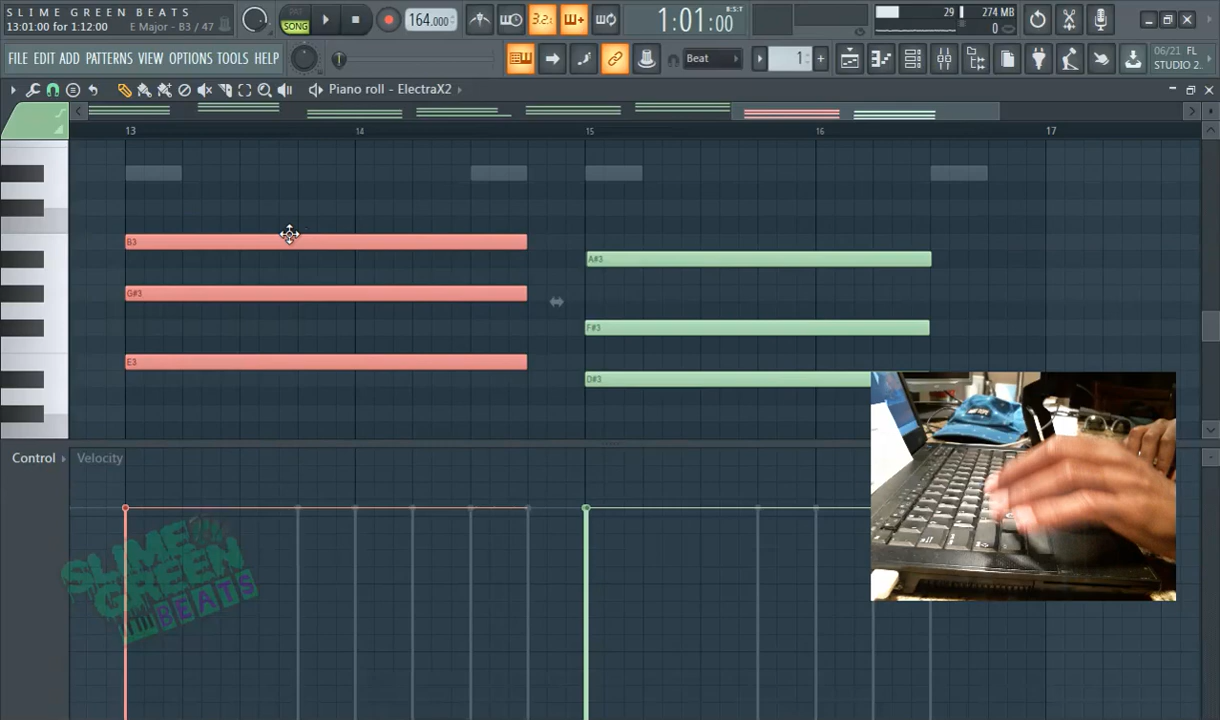 SLIME GREEN BEATS
13:01:00 for 1:12:00
E Major - B3 / 47
PAT
SONG
164.000
3.2.
1:01:00
B:S:T
29
274 MB
0
FILE EDIT ADD PATTERNS VIEW OPTIONS TOOLS HELP
Beat
1
06/21 FL
STUDIO 2..
Piano roll - ElectraX2
13
14
15
16
17
B3
A#3
G#3
F#3
E3
D#3
Control
Velocity
SLIME
GREEN
BEATS